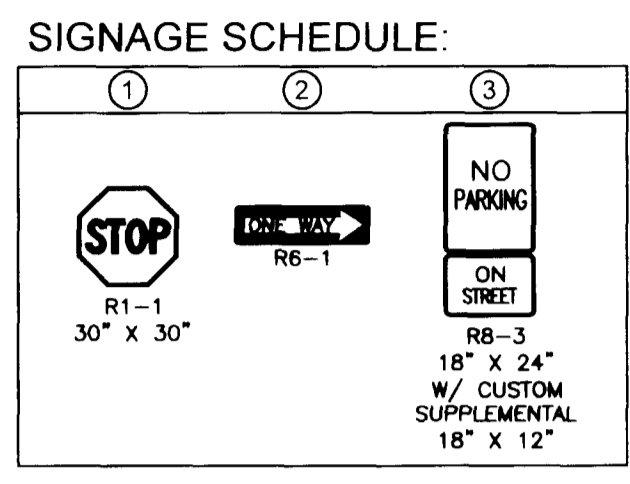 SIGNAGE SCHEDULE:
1 2 3
STOP
R1-1
30" X 30"
ONE WAY
R6-1
NO
PARKING
ON
STREET
R8-3
18" X 24"
W/ CUSTOM
SUPPLEMENTAL
18" X 12"